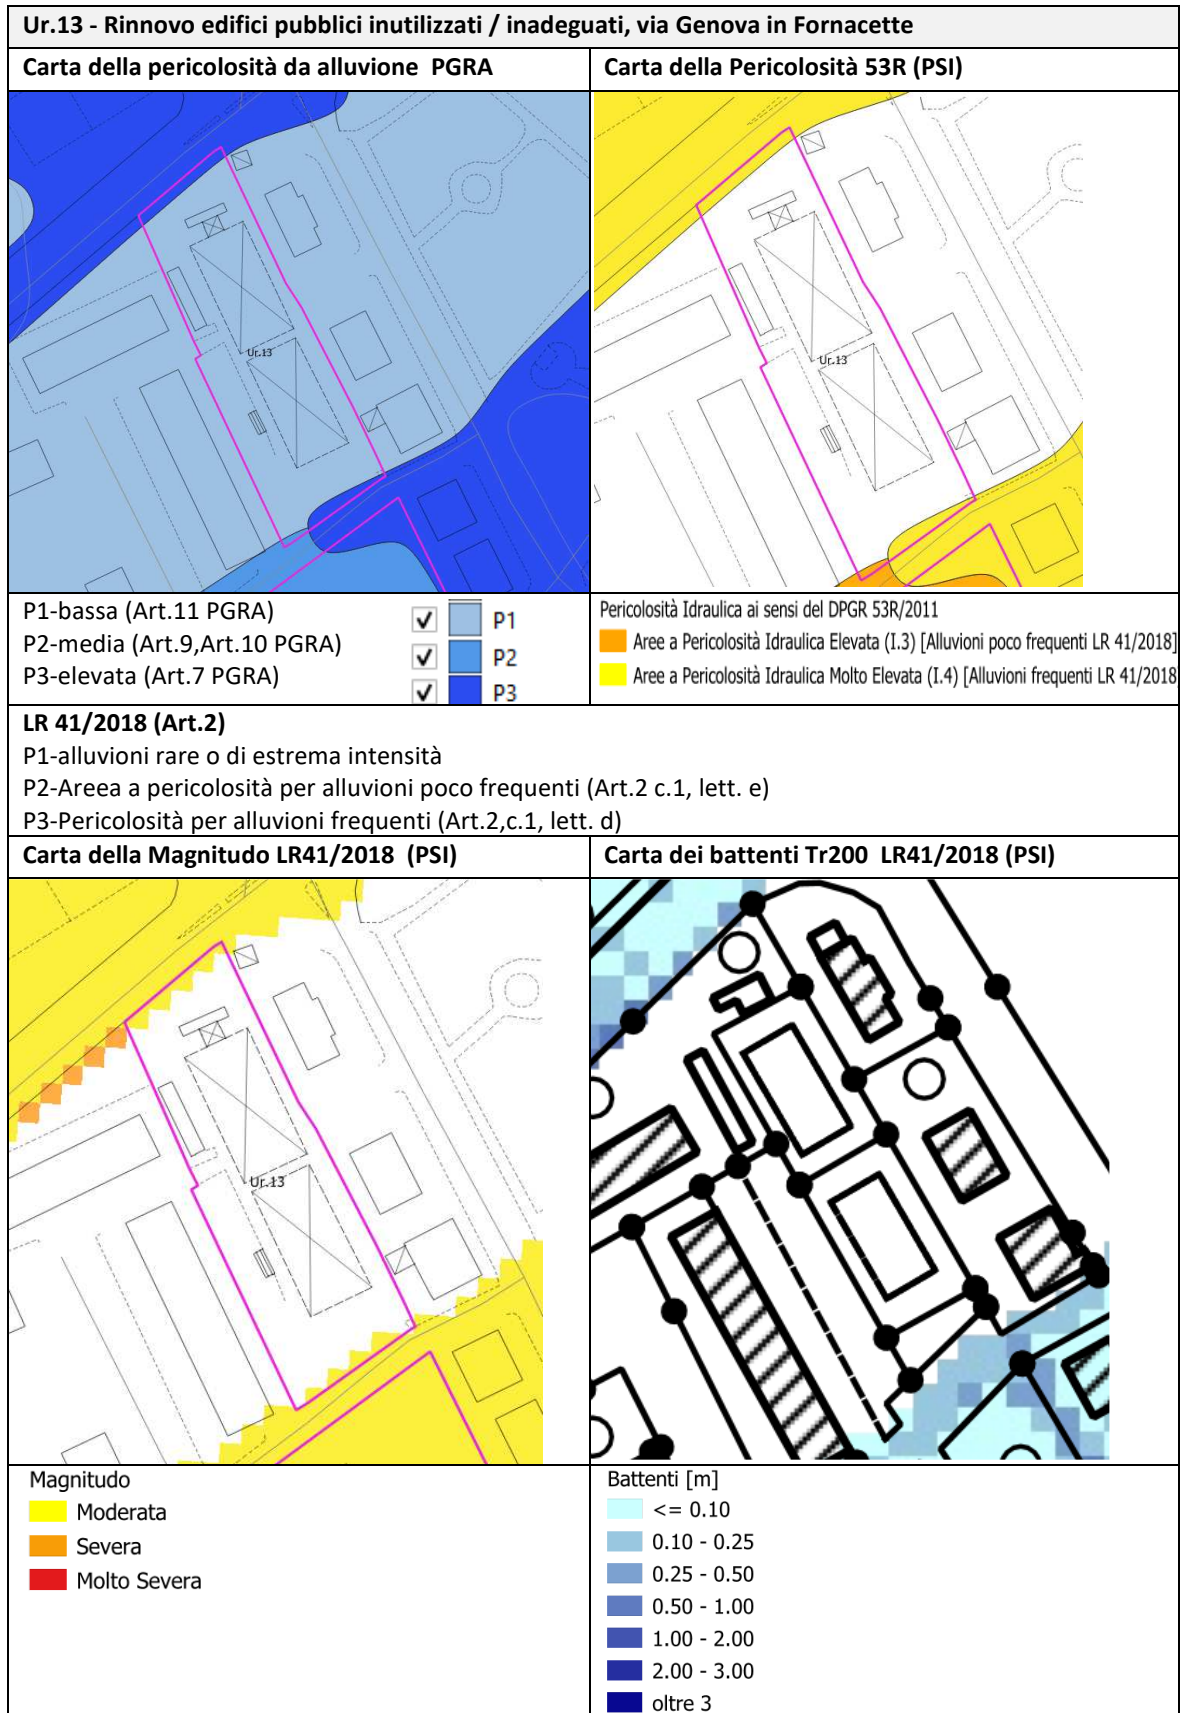 Ur.13 - Rinnovo edifici pubblici inutilizzati / inadeguati, via Genova in Fornacette
Carta della pericolosità da alluvione  PGRA
Carta della Pericolosità 53R (PSI)
Ur.13
Ur.13
P1-bassa (Art.11 PGRA)
P2-media (Art.9,Art.10 PGRA)
P3-elevata (Art.7 PGRA)
P1
P2
P3
Pericolosità Idraulica ai sensi del DPGR 53R/2011
Aree a Pericolosità Idraulica Elevata (I.3) [Alluvioni poco frequenti LR 41/2018]
Aree a Pericolosità Idraulica Molto Elevata (I.4) [Alluvioni frequenti LR 41/2018
LR 41/2018 (Art.2)
P1-alluvioni rare o di estrema intensità
P2-Areea a pericolosità per alluvioni poco frequenti (Art.2 c.1, lett. e)
P3-Pericolosità per alluvioni frequenti (Art.2,c.1, lett. d)
Carta della Magnitudo LR41/2018  (PSI)
Carta dei battenti Tr200  LR41/2018 (PSI)
Ur.13
Magnitudo
Moderata
Severa
Molto Severa
Battenti [m]
<= 0.10
0.10 - 0.25
0.25 - 0.50
0.50 - 1.00
1.00 - 2.00
2.00 - 3.00
oltre 3